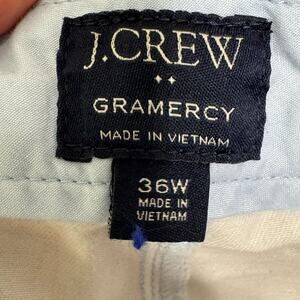 J.CREW
GRAMERCY
MADE IN VIETNAM
36W
MADE IN
VIETNAM